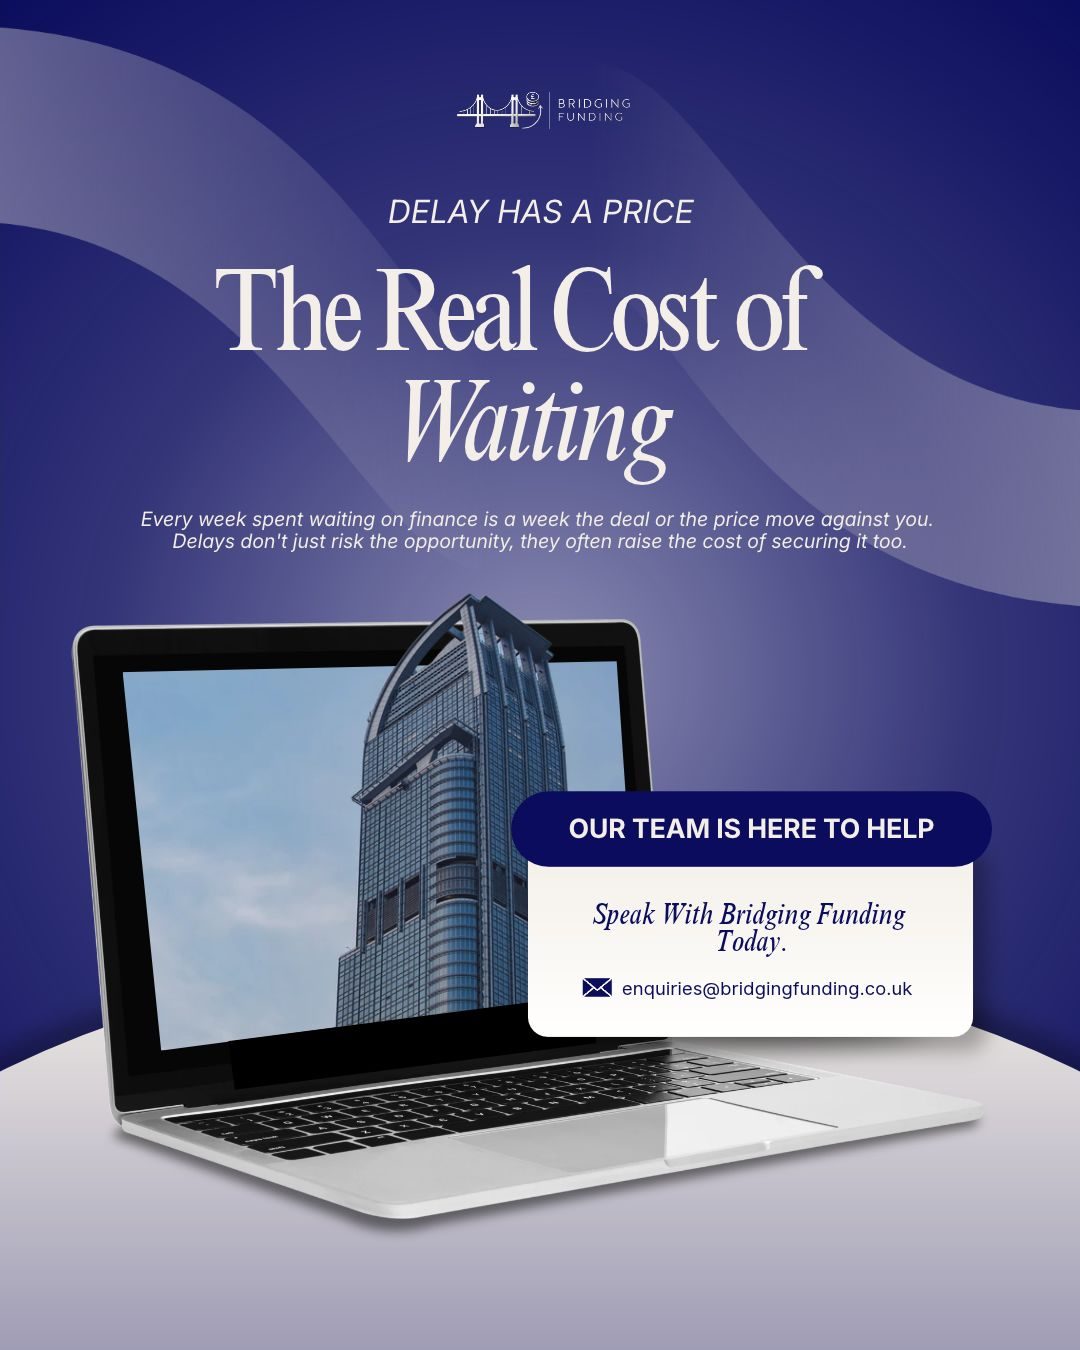 BRIDGING
FUNDING
DELAY HAS A PRICE
The Real Cost of
Waiting
Every week spent waiting on finance is a week the deal or the price move against you.
Delays don't just risk the opportunity, they often raise the cost of securing it too.
OUR TEAM IS HERE TO HELP
Speak With Bridging Funding
Today.
enquiries@bridgingfunding.co.uk